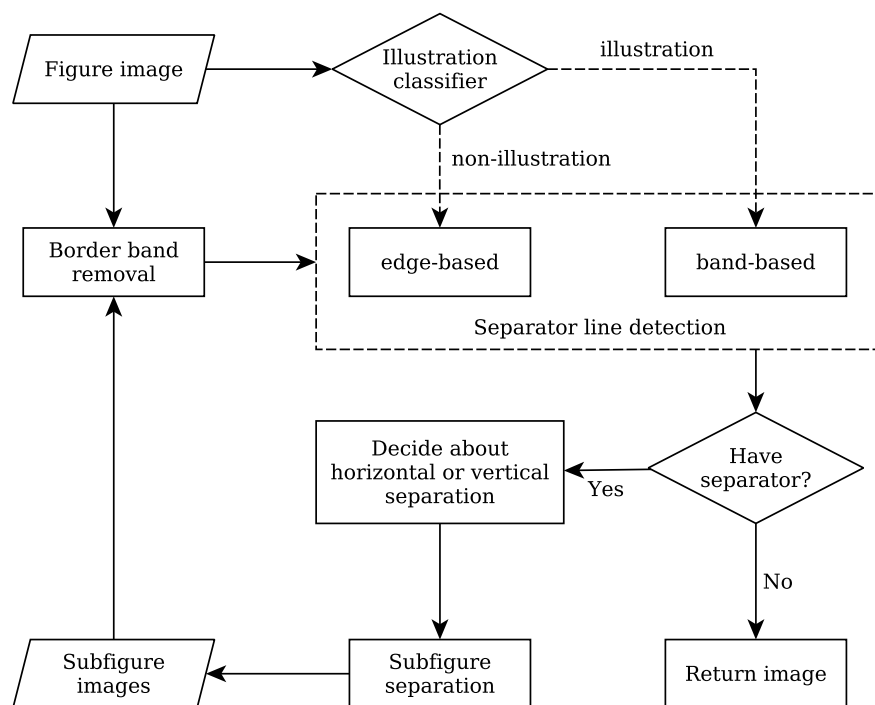 illustration
Figure image
Illustration
classifier
non-illustration
Border band
removal
edge-based
band-based
Separator line detection
Decide about
horizontal or vertical
separation
Have
separator?
Yes
No
Subfigure
images
Subfigure
separation
Return image